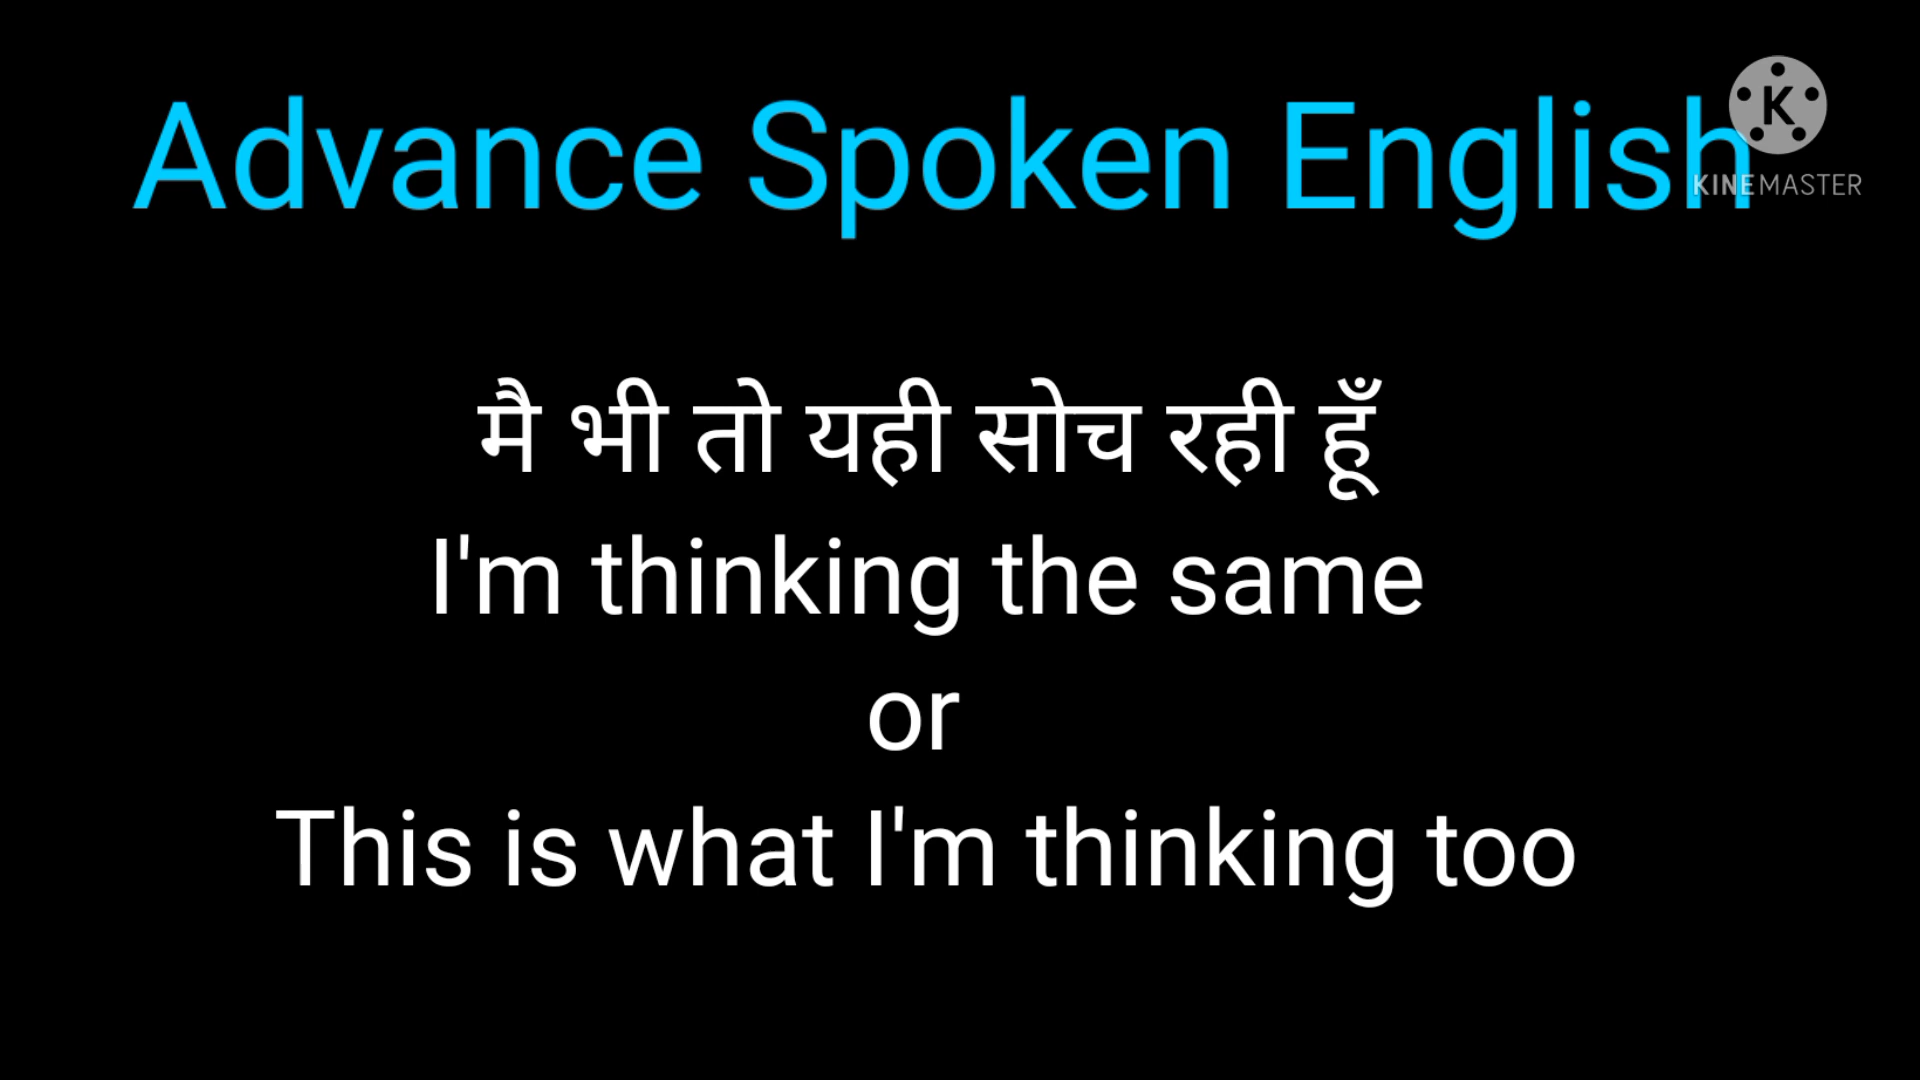 Advance Spoken English
KINEMASTER
मै भी तो यही सोच रही हूँ
I'm thinking the same
or
This is what I'm thinking too